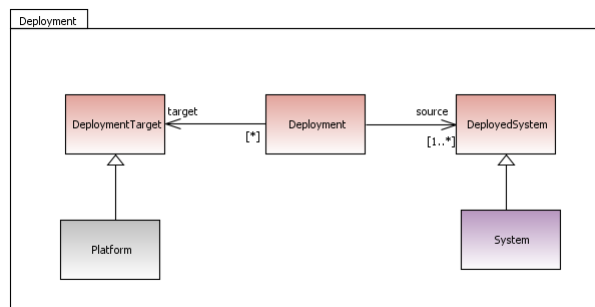 Deployment
target
source
DeploymentTarget
Deployment
DeployedSystem
[*]
[1..*]
Platform
System